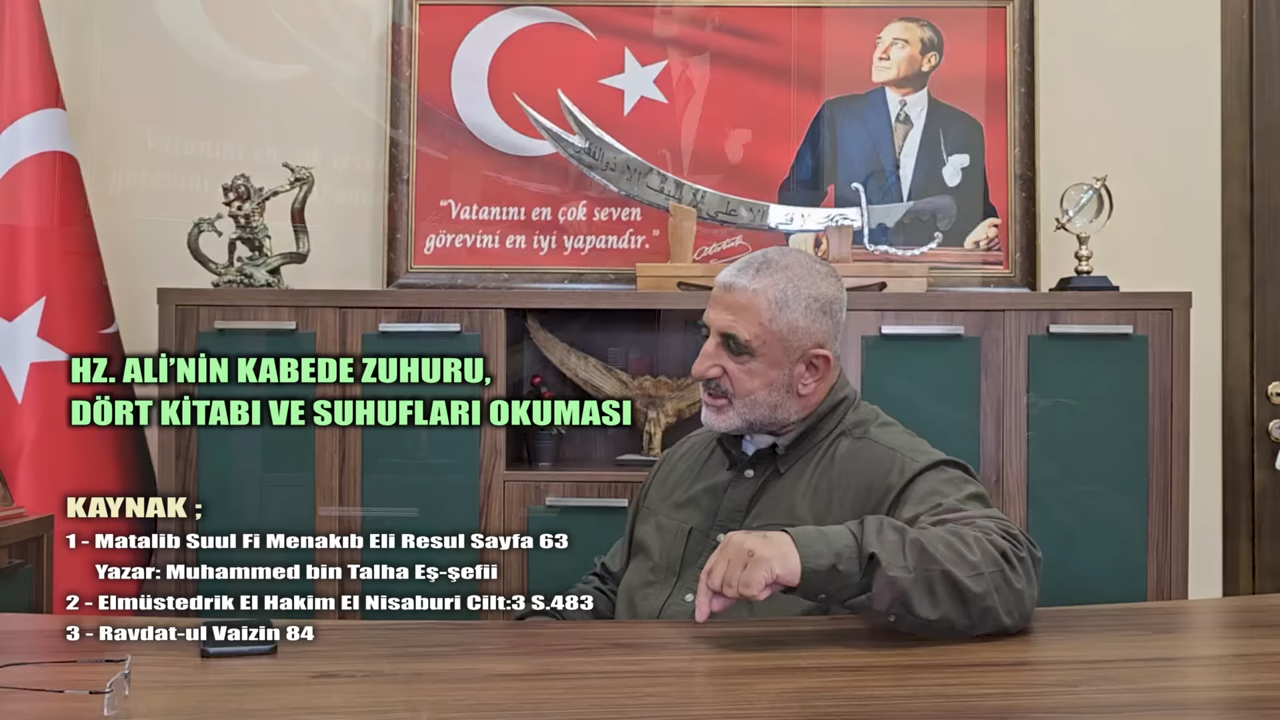 "Vatanını en çok seven
görevini en iyi yapandır."
HZ. ALİ'NİN KABEDE ZUHURU,
DÖRT KİTABI VE SUHUFLARI OKUMASI
KAYNAK ;
1 - Matalib Suul Fi Menakıb Eli Resul Sayfa 63
Yazar: Muhammed bin Talha Eş-şefii
2 - Elmüstedrik El Hakim El Nisaburi Cilt:3 S.483
3 - Ravdat-ul Vaizin 84